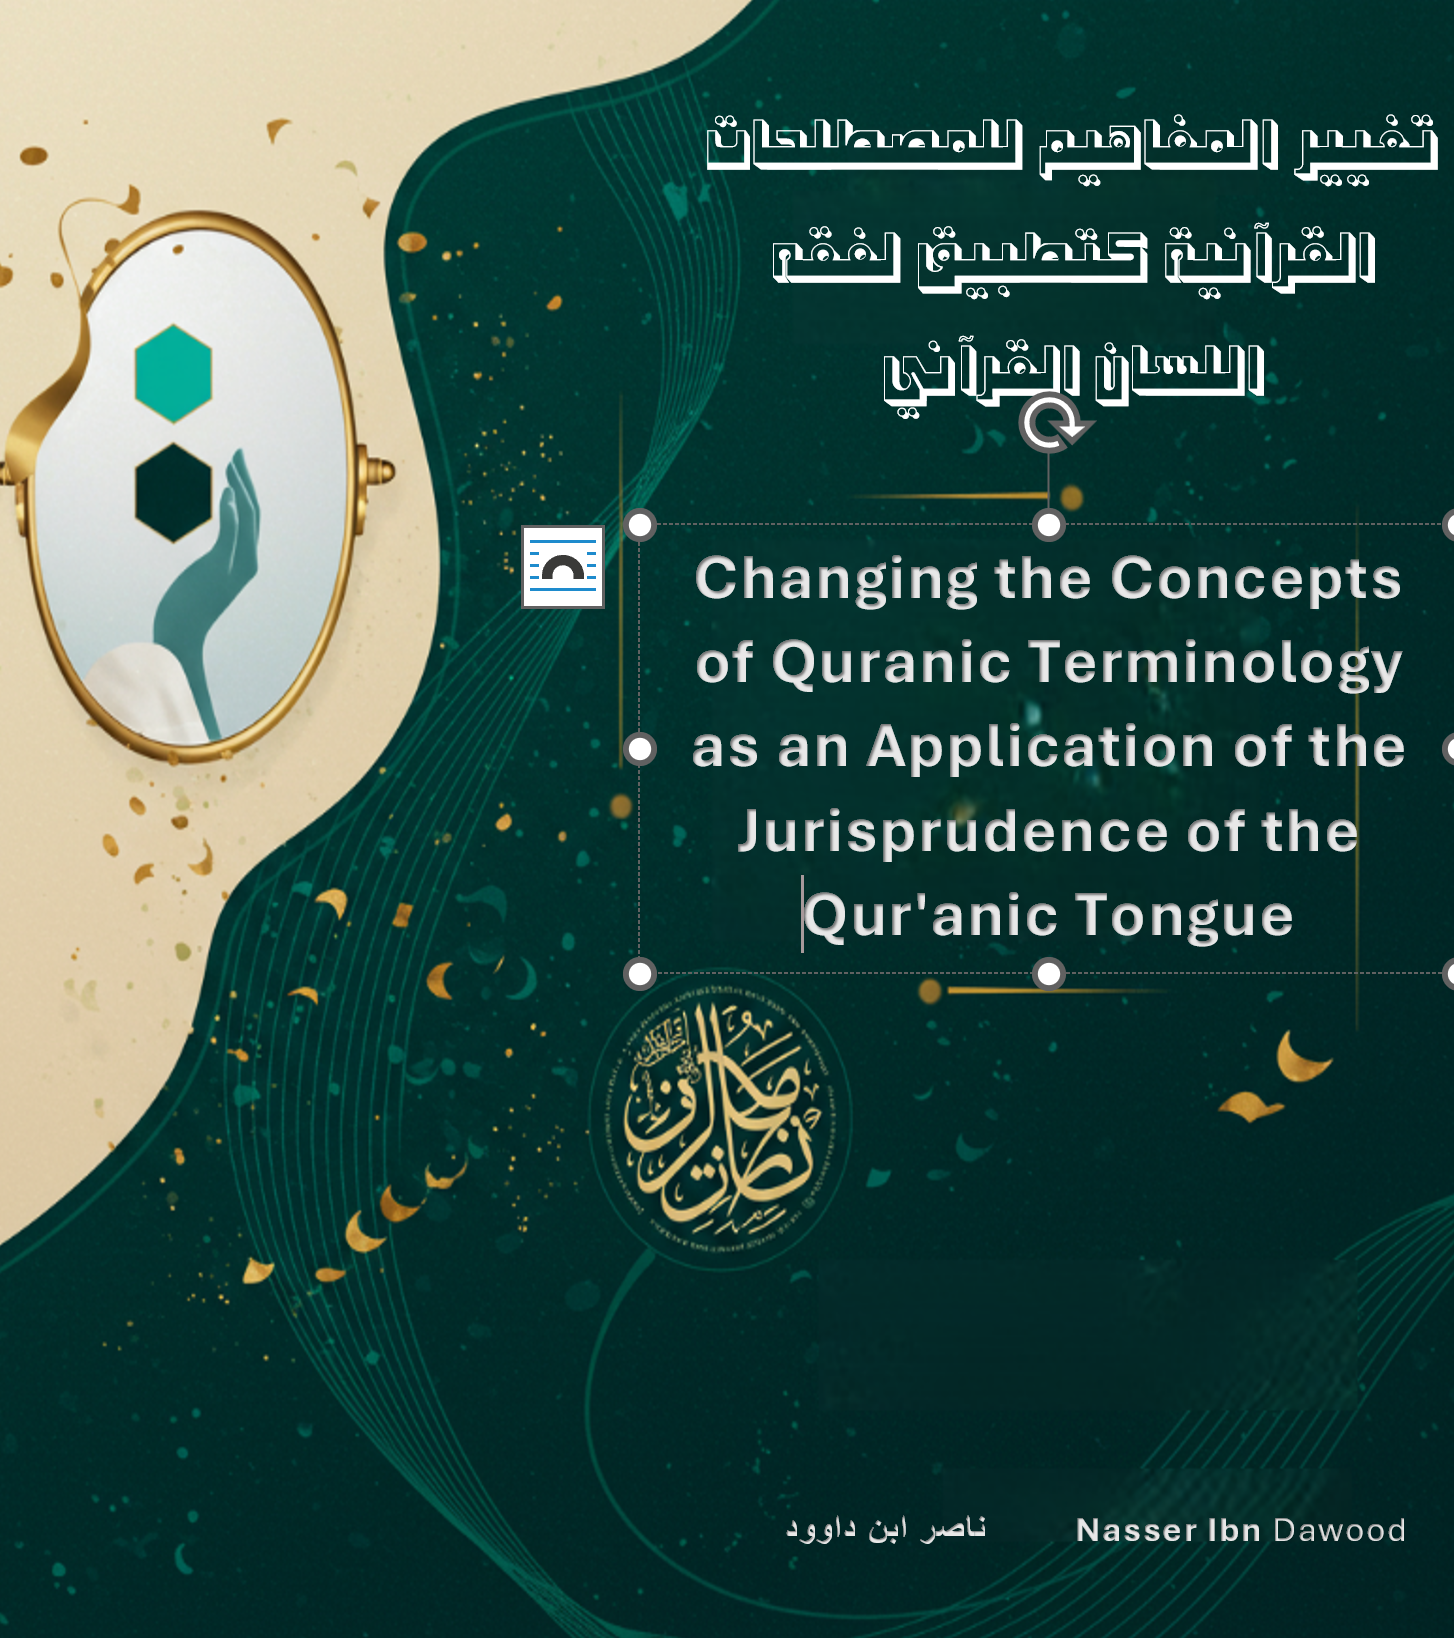 تغيير المفاهيم للمصطلحات
القرآنية كتطبيق لفقه
اللسان القرآني
Changing the Concepts
of Quranic Terminology
as an Application of the
Jurisprudence of the
Qur'anic Tongue
ناصر ابن داوود
Nasser Ibn Dawood